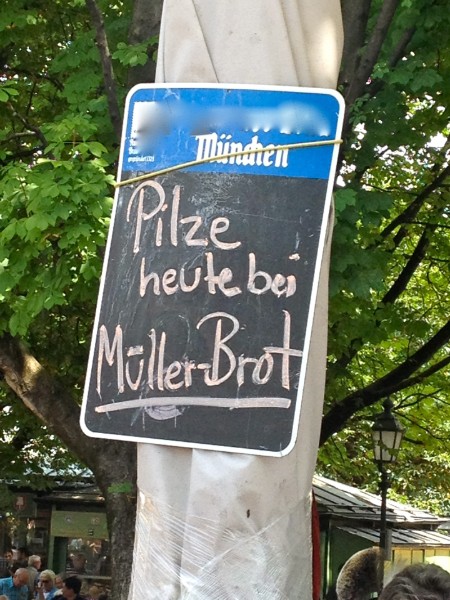 München
Pilze
heute bei
Müller-Brot